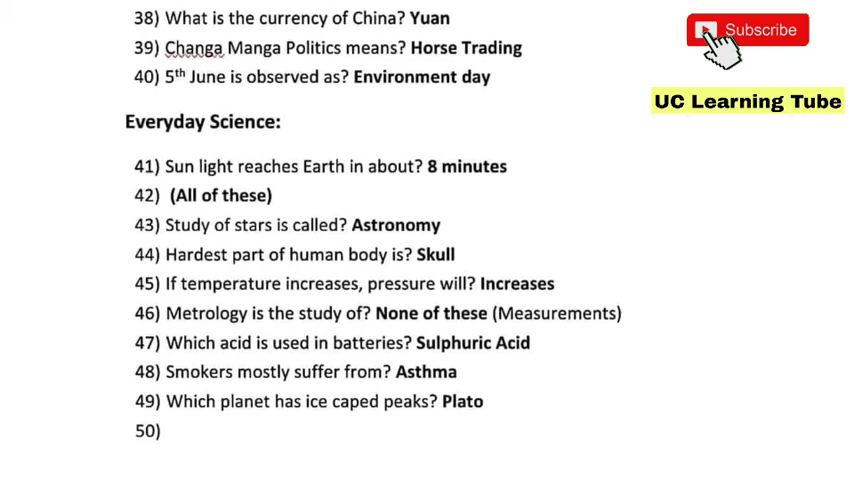 38) What is the currency of China? Yuan
39) Changa Manga Politics means? Horse Trading
40) 5th June is observed as? Environment day
Subscribe
UC Learning Tube
Everyday Science:
41) Sun light reaches Earth in about? 8 minutes
42) (All of these)
43) Study of stars is called? Astronomy
44) Hardest part of human body is? Skull
45) If temperature increases, pressure will? Increases
46) Metrology is the study of? None of these (Measurements)
47) Which acid is used in batteries? Sulphuric Acid
48) Smokers mostly suffer from? Asthma
49) Which planet has ice caped peaks? Plato
50)